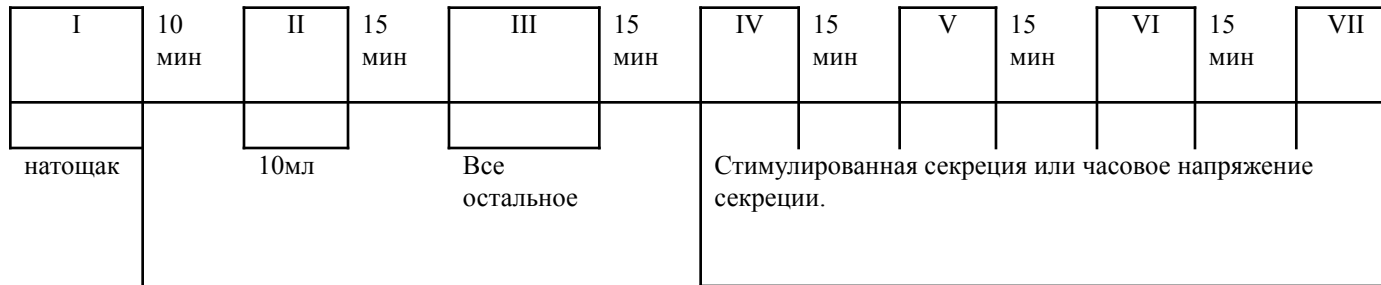 I 10 мин II 15 мин III 15 мин IV 15 мин V 15 мин VI 15 мин VII
натощак 10мл Все остальное Стимулированная секреция или часовое напряжение
секреции.